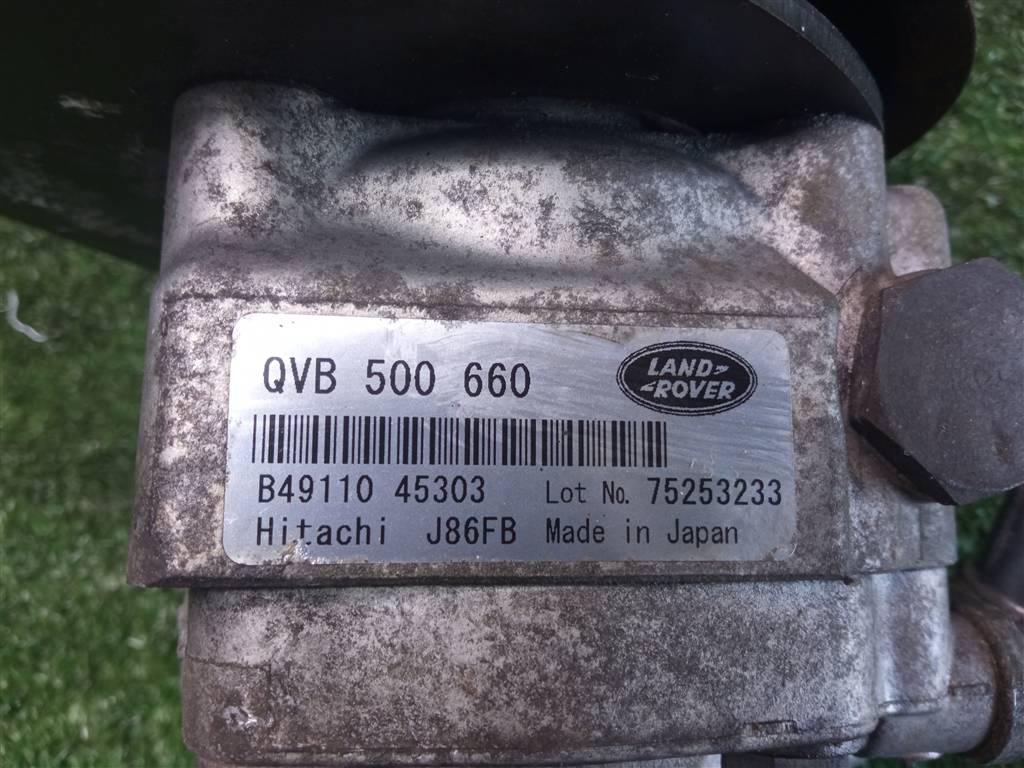 QVB 500 660
LAND
ROVER
B49110 45303 Lot No. 75253233
Hitachi J86FB Made in Japan